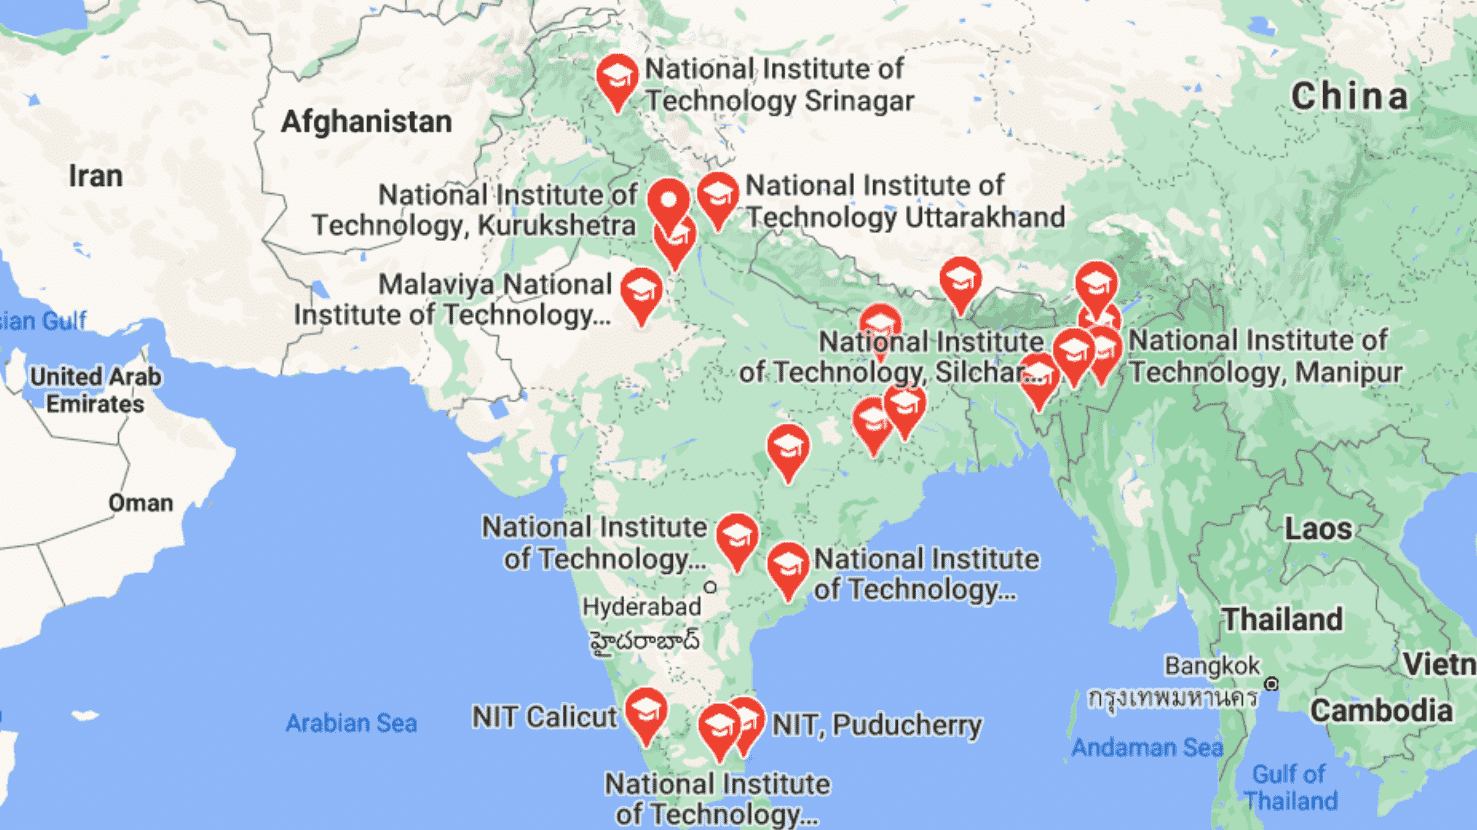 National Institute of
Technology Srinagar
China
Afghanistan
Iran
National Institute of
Technology, Kurukshetra
National Institute of
Technology Uttarakhand
Malaviya National
Institute of Technology...
sian Gulf
National Institute
of Technology, Silchar...
National Institute of
Technology, Manipur
United Arab
Emirates
Oman
National Institute
of Technology...
National Institute
of Technology...
Laos
Hyderabad
హైదరాబాద్
Thailand
Bangkok
กรุงเทพมหานคร
Vietn
Cambodia
NIT Calicut
NIT, Puducherry
Arabian Sea
Andaman Sea
National Institute
of Technology...
Gulf of
Thailand